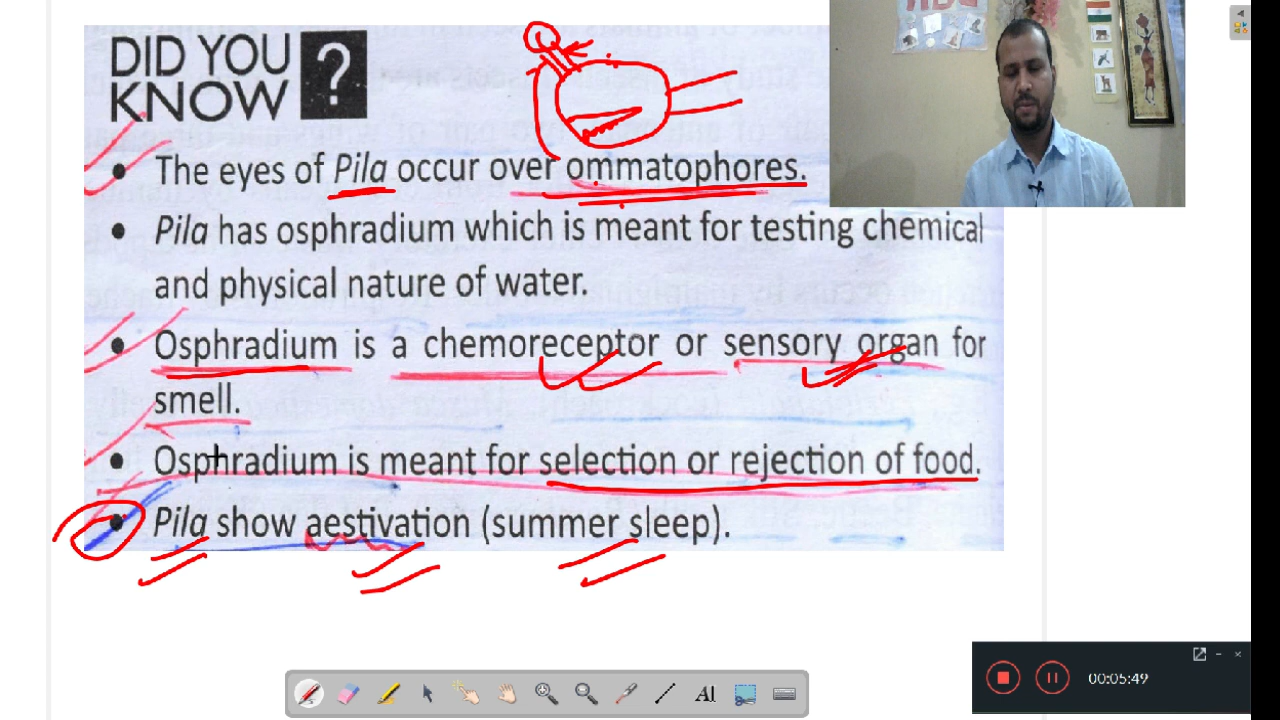 DID YOU
KNOW ?
• The eyes of Pila occur over ommatophores.
• Pila has osphradium which is meant for testing chemical
and physical nature of water.
• Osphradium is a chemoreceptor or sensory organ for
smell.
• Osphradium is meant for selection or rejection of food.
• Pila show aestivation (summer sleep).
AI
00:05:49